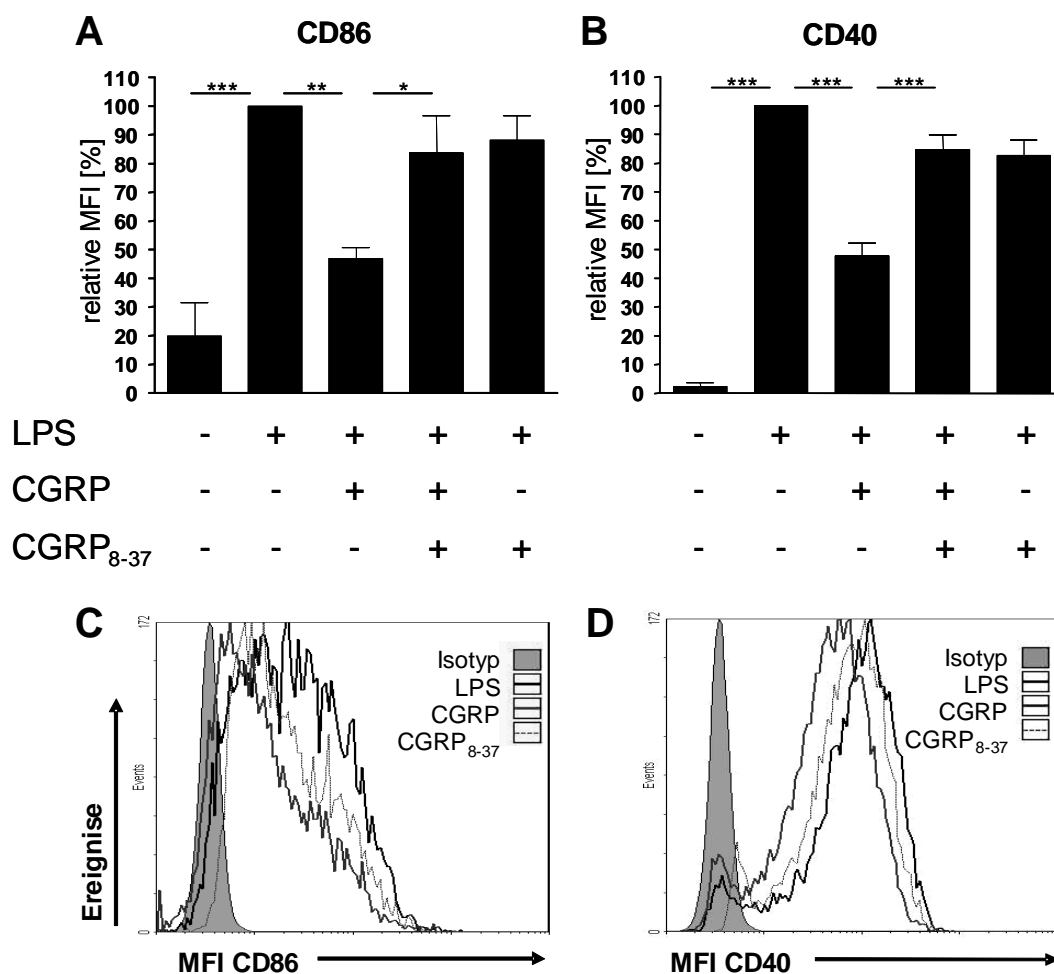 A
CD86
110
100
90
80
70
60
50
40
30
20
10
0
relative MFI [%]
***
**
*
B
CD40
110
100
90
80
70
60
50
40
30
20
10
0
relative MFI [%]
***
***
***
LPS - + + + + - + + + +
CGRP - - + + - - - + + -
CGRP8-37 - - - + + - - - + +
C
172
Events
0
Isotyp
LPS
CGRP
CGRP8-37
Ereignise
MFI CD86
D
172
Events
0
Isotyp
LPS
CGRP
CGRP8-37
MFI CD40